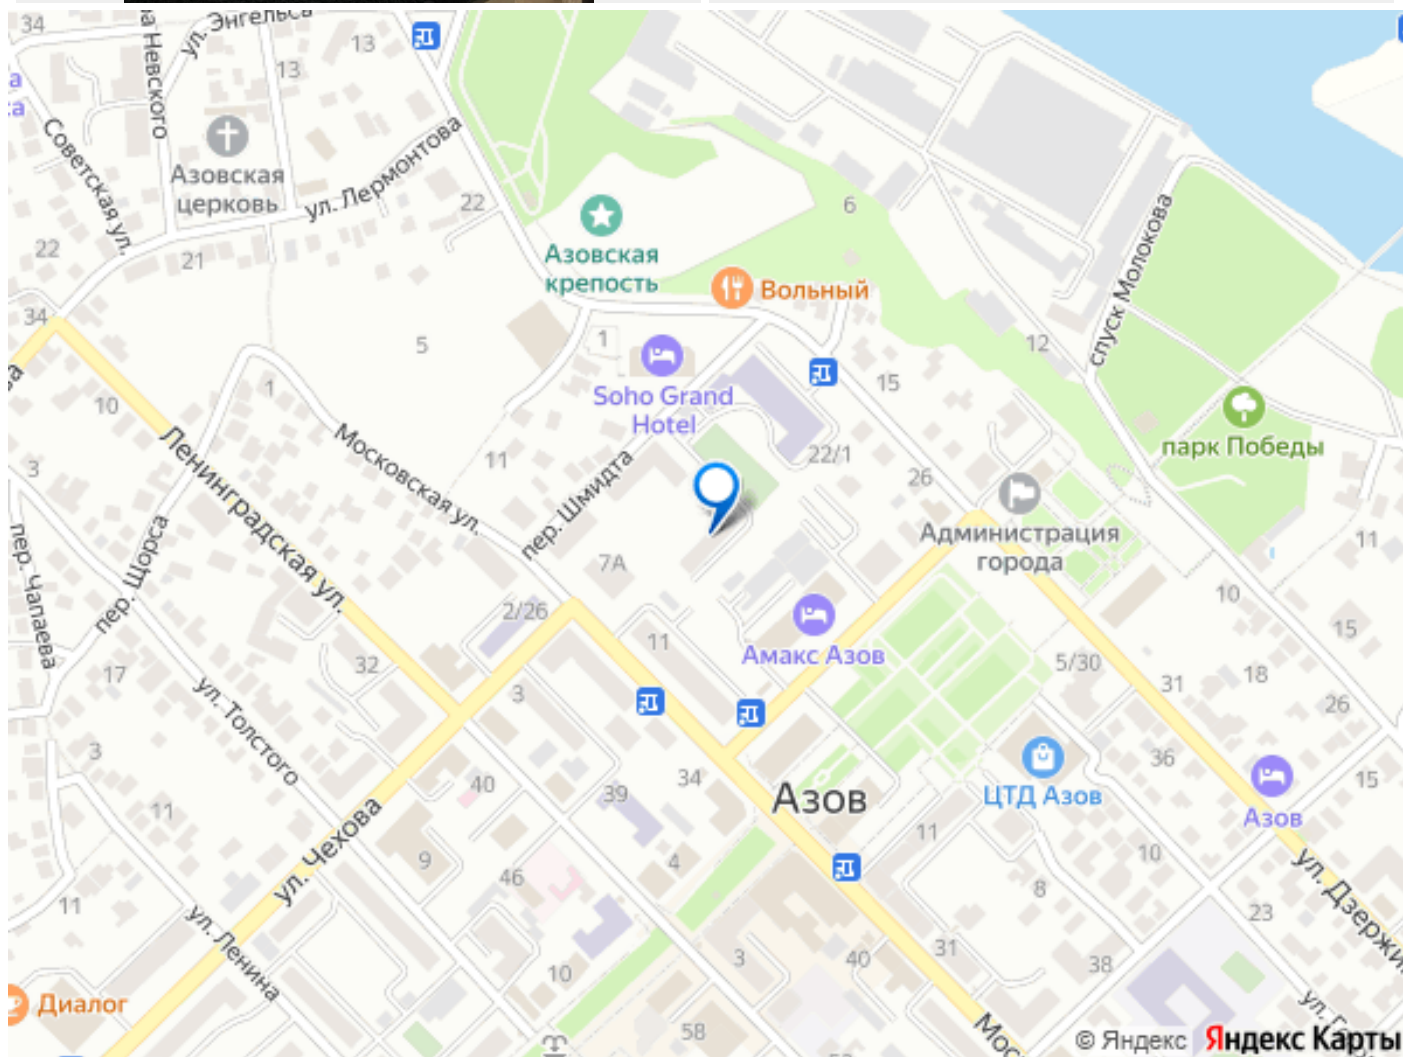 34
ул. Энгельса
13
13
Невского
Азовская
церковь
Советская ул.
22
21
ул. Лермонтова
22
Азовская
крепость
6
Вольный
спуск Молокова
12
парк Победы
34
5
1
Soho Grand
Hotel
15
1
10
Ленинградская ул.
Московская ул.
11
пер. Шмидта
22/1
26
Администрация
города
3
пер. Чапаева
пер. Щорса
7А
2/26
11
Амакс Азов
10
11
15
17
32
3
5/30
31
18
26
ул. Толстого
3
40
39
34
Азов
ЦТД Азов
36
Азов
15
11
ул. Чехова
9
46
4
11
10
8
ул. Дзержи
23
11
ул. Ленина
10
3
40
31
38
Диалог
58
© Яндекс Яндекс Карты